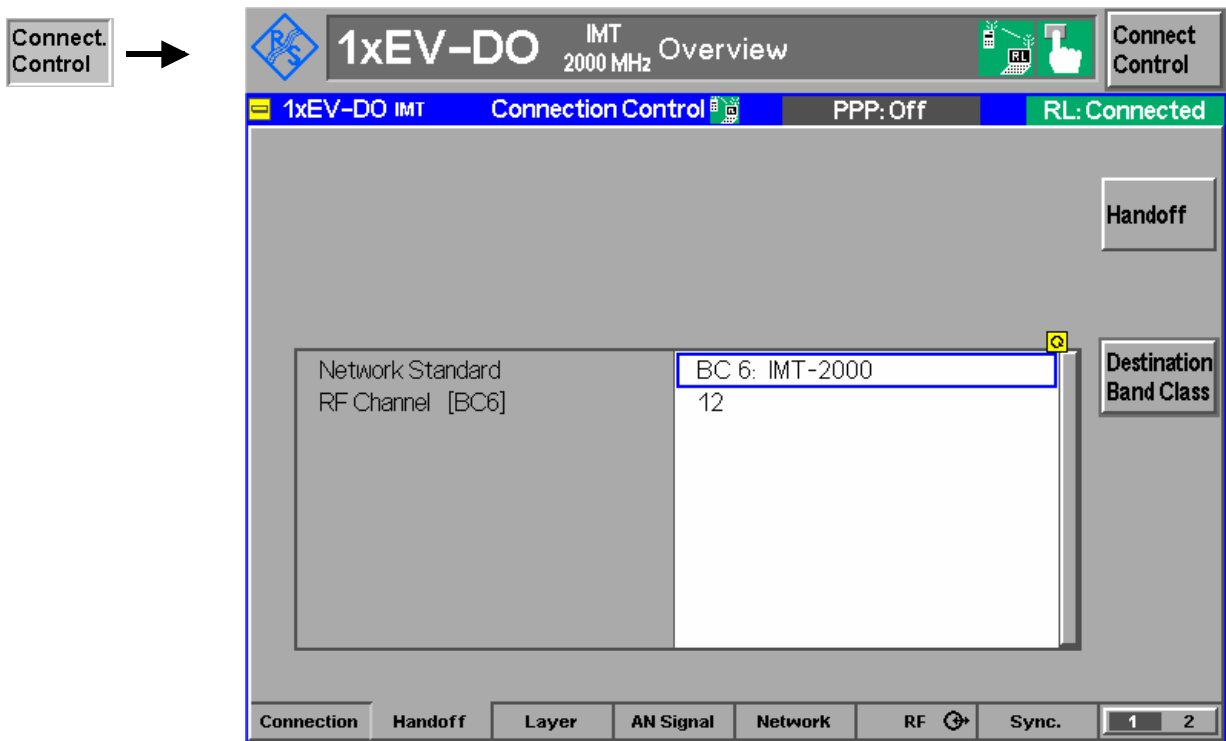 Connect.
Control
R S
1xEV-DO IMT 2000 MHz Overview
RL
Connect
Control
1xEV-DO IMT Connection Control PPP: Off RL: Connected
Handoff
Network Standard BC 6: IMT-2000
RF Channel [BC6] 12
Destination
Band Class
Connection Handoff Layer AN Signal Network RF Sync. 1 2